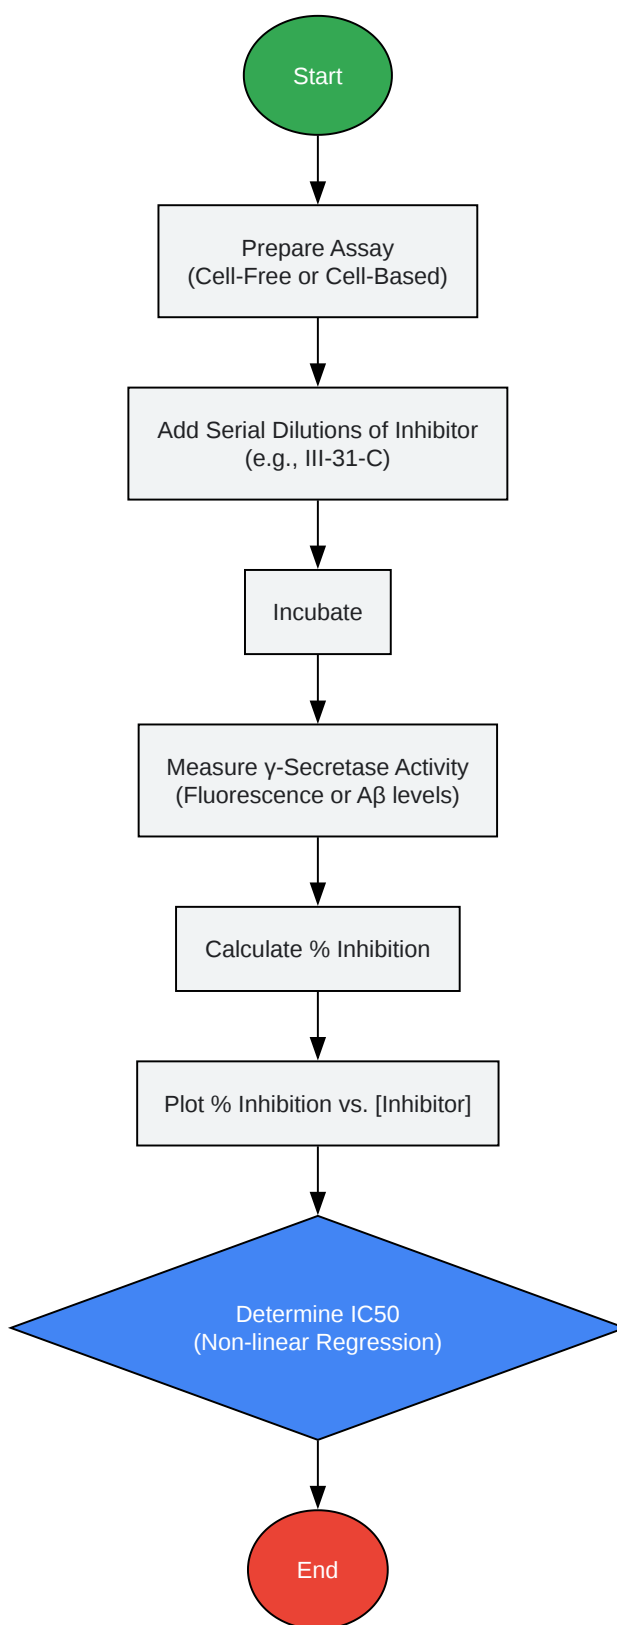 Start
Prepare Assay
(Cell-Free or Cell-Based)
Add Serial Dilutions of Inhibitor
(e.g., III-31-C)
Incubate
Measure γ-Secretase Activity
(Fluorescence or Aβ levels)
Calculate % Inhibition
Plot % Inhibition vs. [Inhibitor]
Determine IC50
(Non-linear Regression)
End